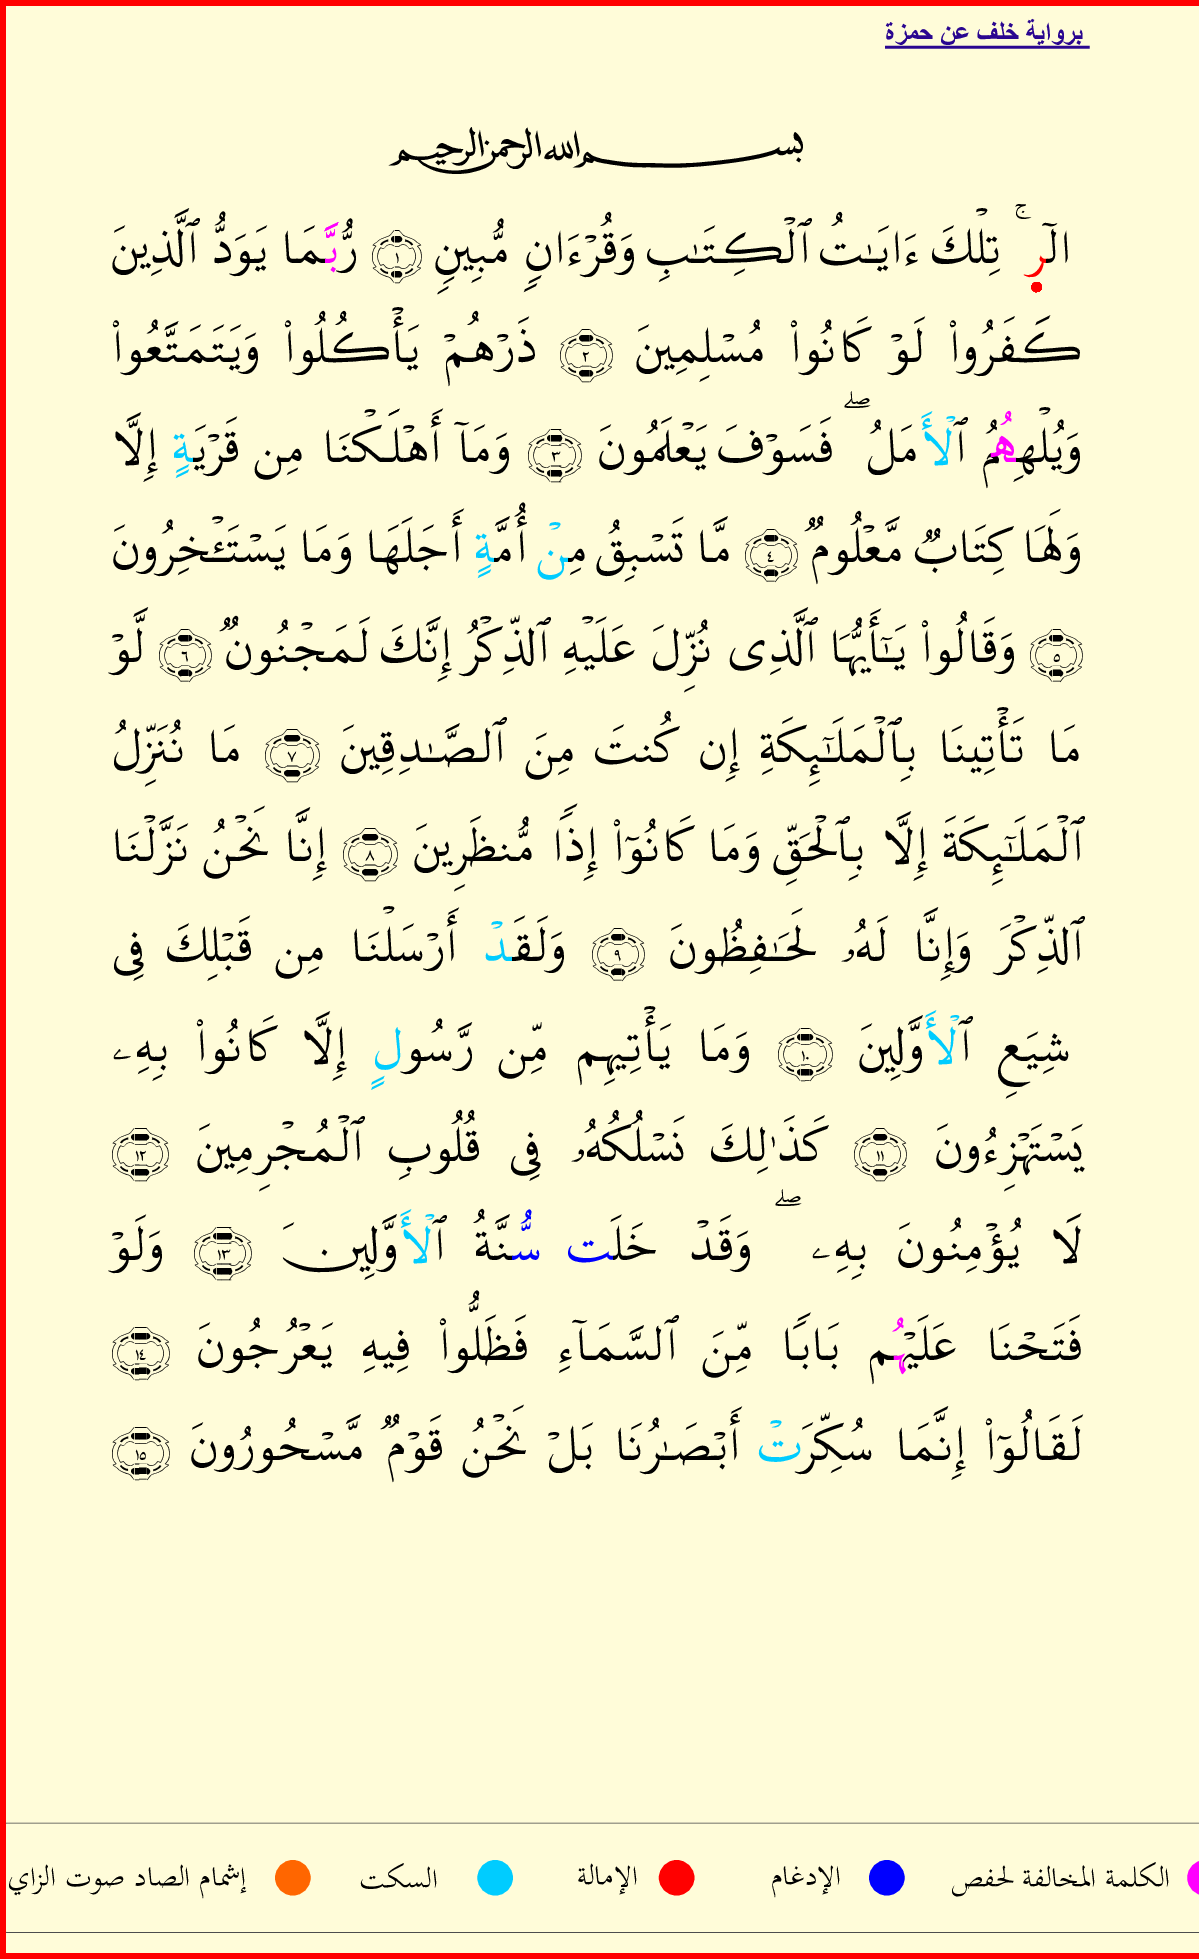 برواية خلف عن حمزة
بسم الله الرحمن الرحيم
الٓرۚ تِلۡكَ ءَايَـٰتُ ٱلۡكِتَـٰبِ وَقُرۡءَانٖ مُّبِينٖ ١ رُّبَّمَا يَوَدُّ ٱلَّذِينَ
كَفَرُواْ لَوۡ كَانُواْ مُسۡلِمِينَ ٢ ذَرۡهُمۡ يَأۡكُلُواْ وَيَتَمَتَّعُواْ
وَيُلۡهِهُمُ ٱلۡأَمَلُۖ فَسَوۡفَ يَعۡلَمُونَ ٣ وَمَآ أَهۡلَكۡنَا مِن قَرۡيَةٍ إِلَّا
وَلَهَا كِتَابٞ مَّعۡلُومٞ ٤ مَّا تَسۡبِقُ مِنۡ أُمَّةٍ أَجَلَهَا وَمَا يَسۡتَـٔۡخِرُونَ
٥ وَقَالُواْ يَـٰٓأَيُّهَا ٱلَّذِى نُزِّلَ عَلَيۡهِ ٱلذِّكۡرُ إِنَّكَ لَمَجۡنُونٞ ٦ لَّوۡ
مَا تَأۡتِينَا بِٱلۡمَلَـٰٓئِكَةِ إِن كُنتَ مِنَ ٱلصَّـٰدِقِينَ ٧ مَا نُنَزِّلُ
ٱلۡمَلَـٰٓئِكَةَ إِلَّا بِٱلۡحَقِّ وَمَا كَانُوٓاْ إِذٗا مُّنظَرِينَ ٨ إِنَّا نَحۡنُ نَزَّلۡنَا
ٱلذِّكۡرَ وَإِنَّا لَهُۥ لَحَـٰفِظُونَ ٩ وَلَقَدۡ أَرۡسَلۡنَا مِن قَبۡلِكَ فِى
شِيَعِ ٱلۡأَوَّلِينَ ١٠ وَمَا يَأۡتِيهِم مِّن رَّسُولٍ إِلَّا كَانُواْ بِهِۦ
يَسۡتَهۡزِءُونَ ١١ كَذَٰلِكَ نَسۡلُكُهُۥ فِى قُلُوبِ ٱلۡمُجۡرِمِينَ ١٢
لَا يُؤۡمِنُونَ بِهِۦۖ وَقَدۡ خَلَت سُّنَّةُ ٱلۡأَوَّلِينَ ١٣ وَلَوۡ
فَتَحۡنَا عَلَيۡهُم بَابٗا مِّنَ ٱلسَّمَآءِ فَظَلُّواْ فِيهِ يَعۡرُجُونَ ١٤
لَقَالُوٓاْ إِنَّمَا سُكِّرَتۡ أَبۡصَـٰرُنَا بَلۡ نَحۡنُ قَوۡمٞ مَّسۡحُورُونَ ١٥
الكلمة المخالفة لحفص الإدغام الإمالة السكت إشمام الصاد صوت الزاي